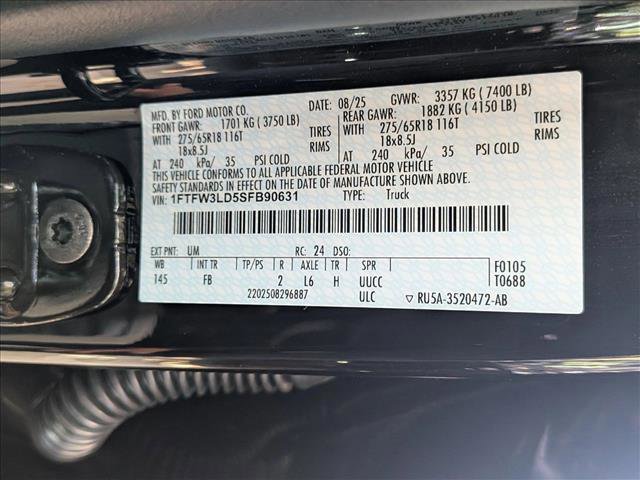 MFD. BY FORD MOTOR CO.
DATE: 08/25 GVWR: 3357 KG ( 7400 LB)
FRONT GAWR: 1701 KG ( 3750 LB)
REAR GAWR: 1882 KG ( 4150 LB)
WITH 275/65R18 116T TIRES
WITH 275/65R18 116T TIRES
18x8.5J RIMS
18x8.5J RIMS
AT 240 kPa/ 35 PSI COLD
AT 240 kPa/ 35 PSI COLD
THIS VEHICLE CONFORMS TO ALL APPLICABLE FEDERAL MOTOR VEHICLE
SAFETY STANDARDS IN EFFECT ON THE DATE OF MANUFACTURE SHOWN ABOVE.
VIN: 1FTFW3LD5SFB90631 TYPE: Truck
EXT PNT: UM RC: 24 DSO:
WB INT TR TP/PS R AXLE TR SPR
145 FB 2 L6 H UUCC
F0105
T0688
2202508296887 ULC
▽ RU5A-3520472-AB